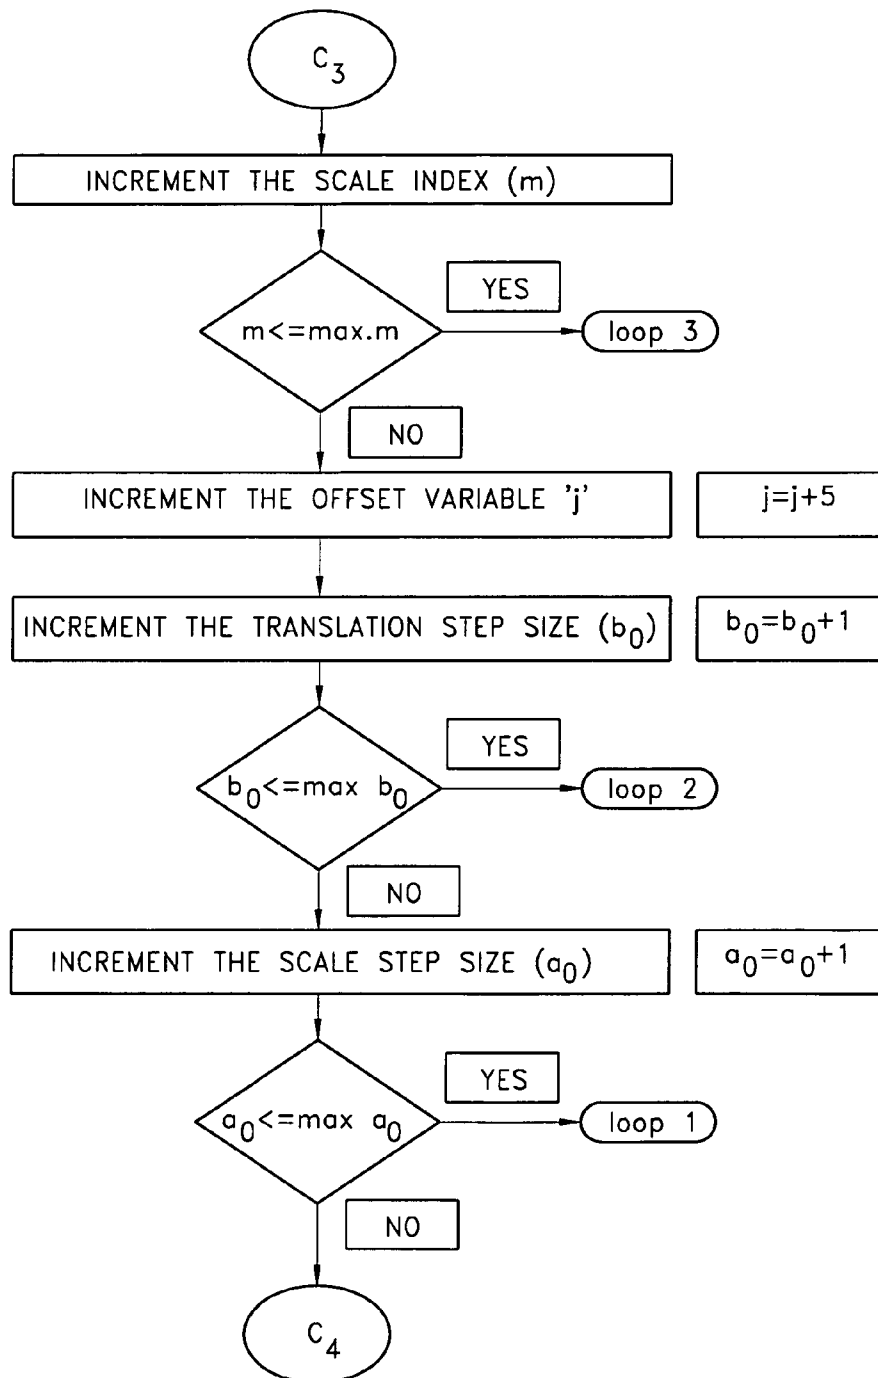 C₃
INCREMENT THE SCALE INDEX (m)
YES
m<=max.m
loop 3
NO
INCREMENT THE OFFSET VARIABLE 'j'
j=j+5
INCREMENT THE TRANSLATION STEP SIZE (b₀)
b₀=b₀+1
YES
b₀<=max b₀
loop 2
NO
INCREMENT THE SCALE STEP SIZE (a₀)
a₀=a₀+1
YES
a₀<=max a₀
loop 1
NO
C₄